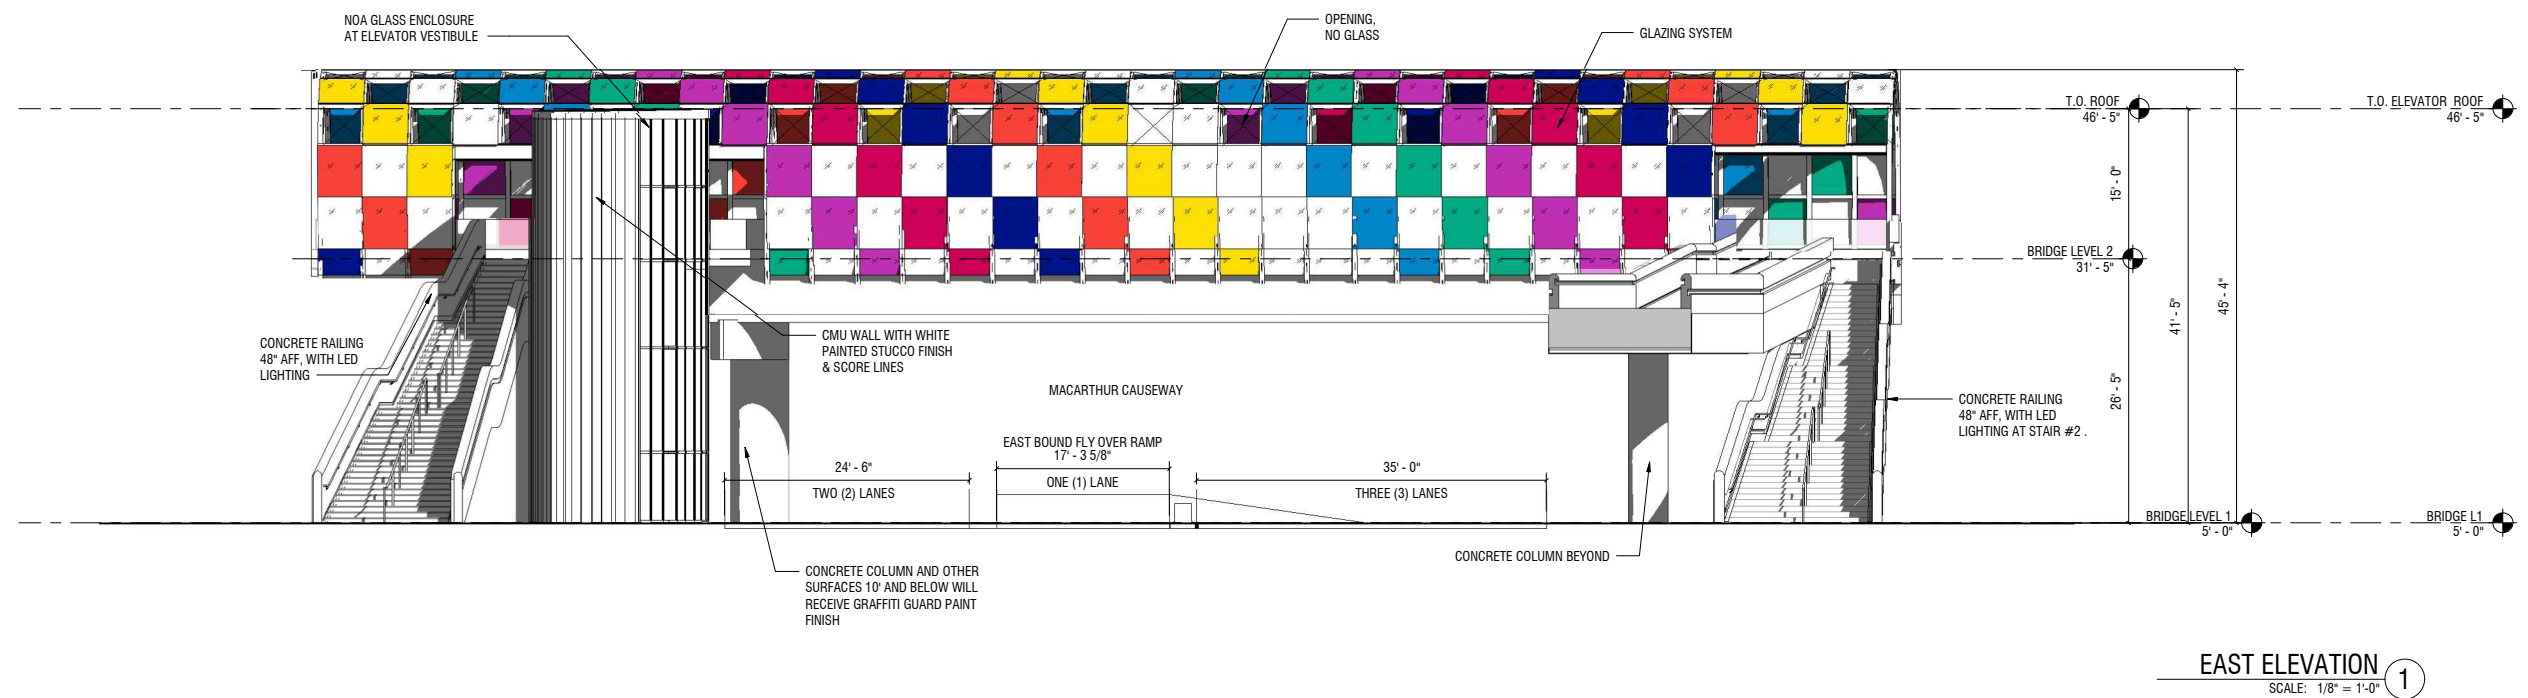 NOA GLASS ENCLOSURE
AT ELEVATOR VESTIBULE
OPENING,
NO GLASS
GLAZING SYSTEM
T.O. ROOF
46' - 5"
T.O. ELEVATOR ROOF
46' - 5"
15' - 0"
BRIDGE LEVEL 2
31' - 5"
41' - 5"
45' - 4"
26' - 5"
CONCRETE RAILING
48" AFF, WITH LED
LIGHTING
CMU WALL WITH WHITE
PAINTED STUCCO FINISH
& SCORE LINES
MACARTHUR CAUSEWAY
CONCRETE RAILING
48" AFF, WITH LED
LIGHTING AT STAIR #2 .
EAST BOUND FLY OVER RAMP
17' - 3 5/8"
24' - 6"
35' - 0"
TWO (2) LANES
ONE (1) LANE
THREE (3) LANES
BRIDGE LEVEL 1
5' - 0"
BRIDGE L1
5' - 0"
CONCRETE COLUMN BEYOND
CONCRETE COLUMN AND OTHER
SURFACES 10' AND BELOW WILL
RECEIVE GRAFFITI GUARD PAINT
FINISH
EAST ELEVATION
1
SCALE: 1/8" = 1'-0"